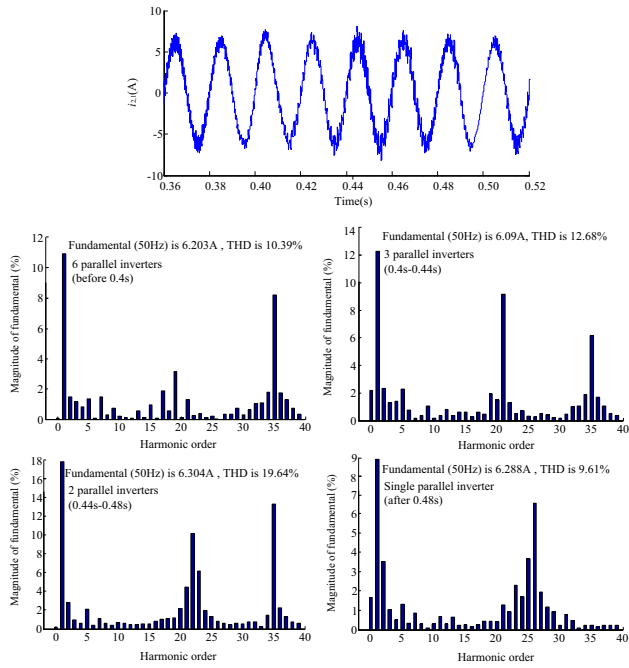 10
5
0
-5
-10
i2i(A)
0.36 0.38 0.40 0.42 0.44 0.46 0.48 0.50 0.52
Time(s)
Fundamental (50Hz) is 6.203A , THD is 10.39%
6 parallel inverters
(before 0.4s)
Magnitude of fundamental (%)
12
10
8
6
4
2
0
0 5 10 15 20 25 30 35 40
Harmonic order
Fundamental (50Hz) is 6.09A, THD is 12.68%
3 parallel inverters
(0.4s-0.44s)
Magnitude of fundamental (%)
14
12
10
8
6
4
2
0
0 5 10 15 20 25 30 35 40
Harmonic order
Fundamental (50Hz) is 6.304A , THD is 19.64%
2 parallel inverters
(0.44s-0.48s)
Magnitude of fundamental (%)
18
16
14
12
10
8
6
4
2
0
0 5 10 15 20 25 30 35 40
Harmonic order
Fundamental (50Hz) is 6.288A , THD is 9.61%
Single parallel inverter
(after 0.48s)
Magnitude of fundamental (%)
9
7
6
4
3
1
0
0 5 10 15 20 25 30 35 40
Harmonic order